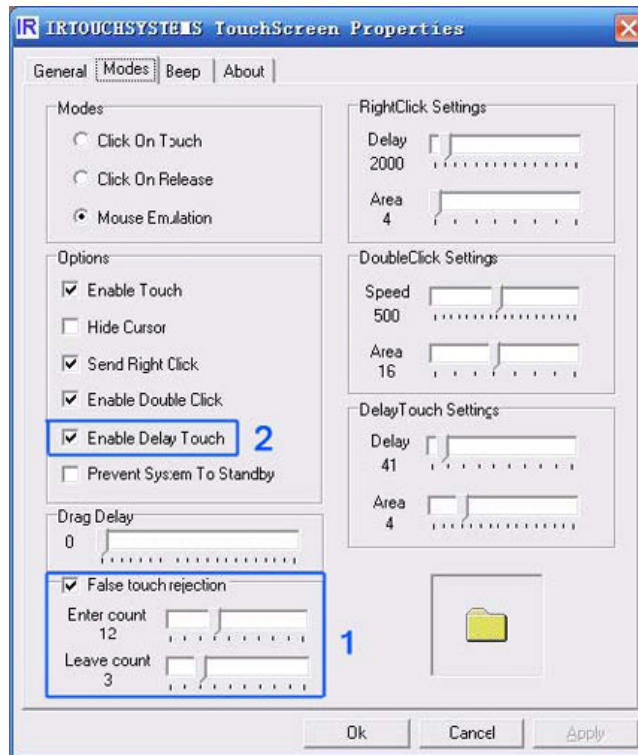 IR IRTOUCHSYSTEMS TouchScreen Properties
General Modes Beep About
Modes
Click On Touch
Click On Release
Mouse Emulation
Options
Enable Touch
Hide Cursor
Send Right Click
Enable Double Click
Enable Delay Touch 2
Prevent System To Standby
Drag Delay
0
False touch rejection
Enter count
12
Leave count
3
1
RightClick Settings
Delay
2000
Area
4
DoubleClick Settings
Speed
500
Area
16
DelayTouch Settings
Delay
41
Area
4
Ok Cancel Apply